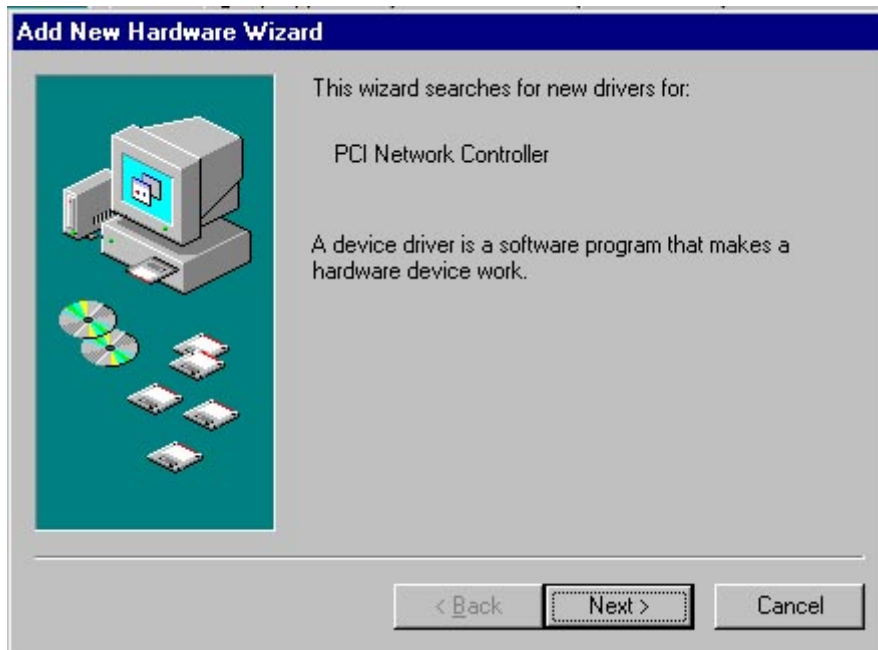 Add New Hardware Wizard
This wizard searches for new drivers for:
PCI Network Controller
A device driver is a software program that makes a
hardware device work.
< Back
Next >
Cancel